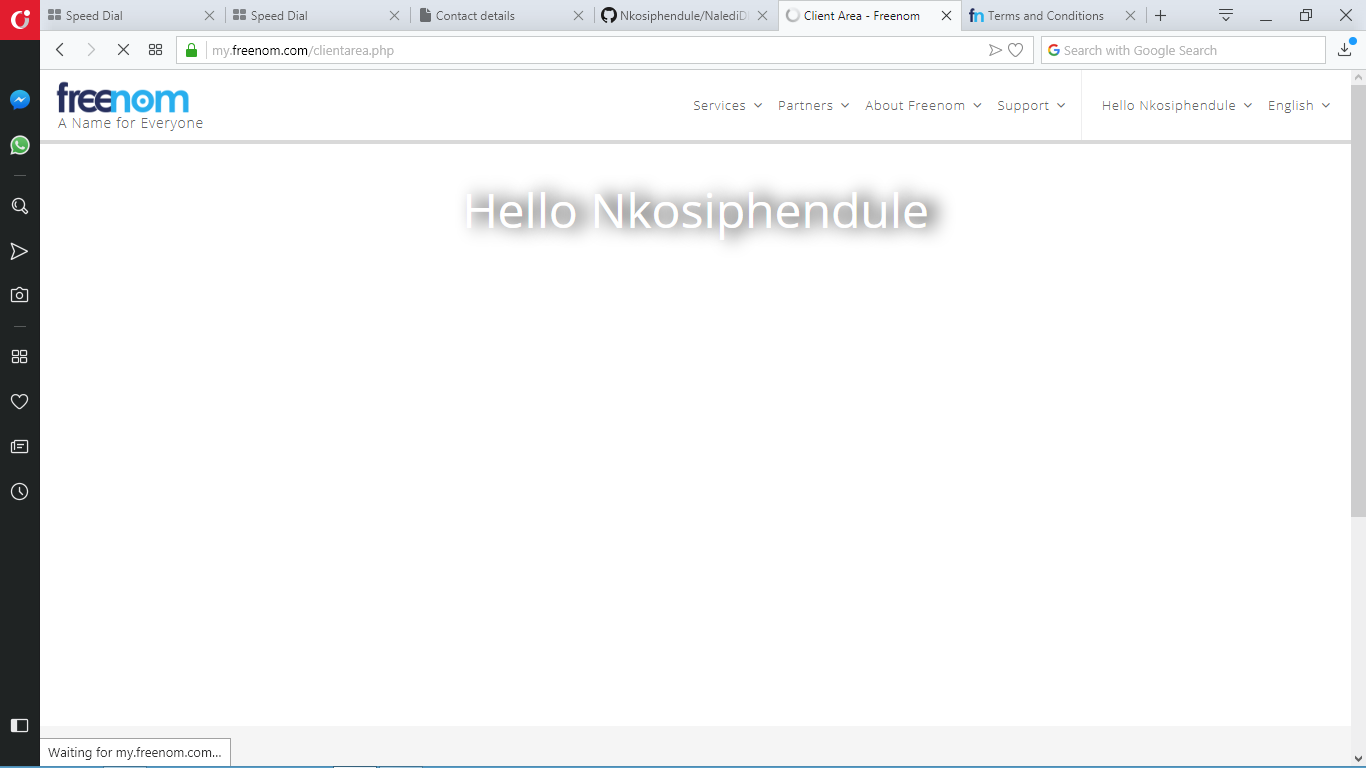 Speed Dial
Speed Dial
Contact details
Nkosiphendule/NalediD
Client Area - Freenom
Terms and Conditions
my.freenom.com/clientarea.php
Search with Google Search
freenom
A Name for Everyone
Services
Partners
About Freenom
Support
Hello Nkosiphendule
English
Hello Nkosiphendule
Waiting for my.freenom.com...